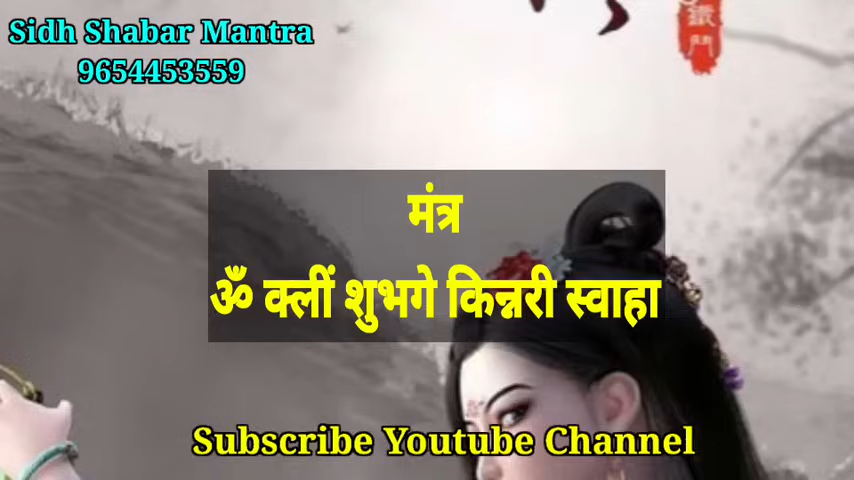 Sidh Shabar Mantra
9654453559
मंत्र
ॐ क्लीं शुभगे किन्नरी स्वाहा
Subscribe Youtube Channel